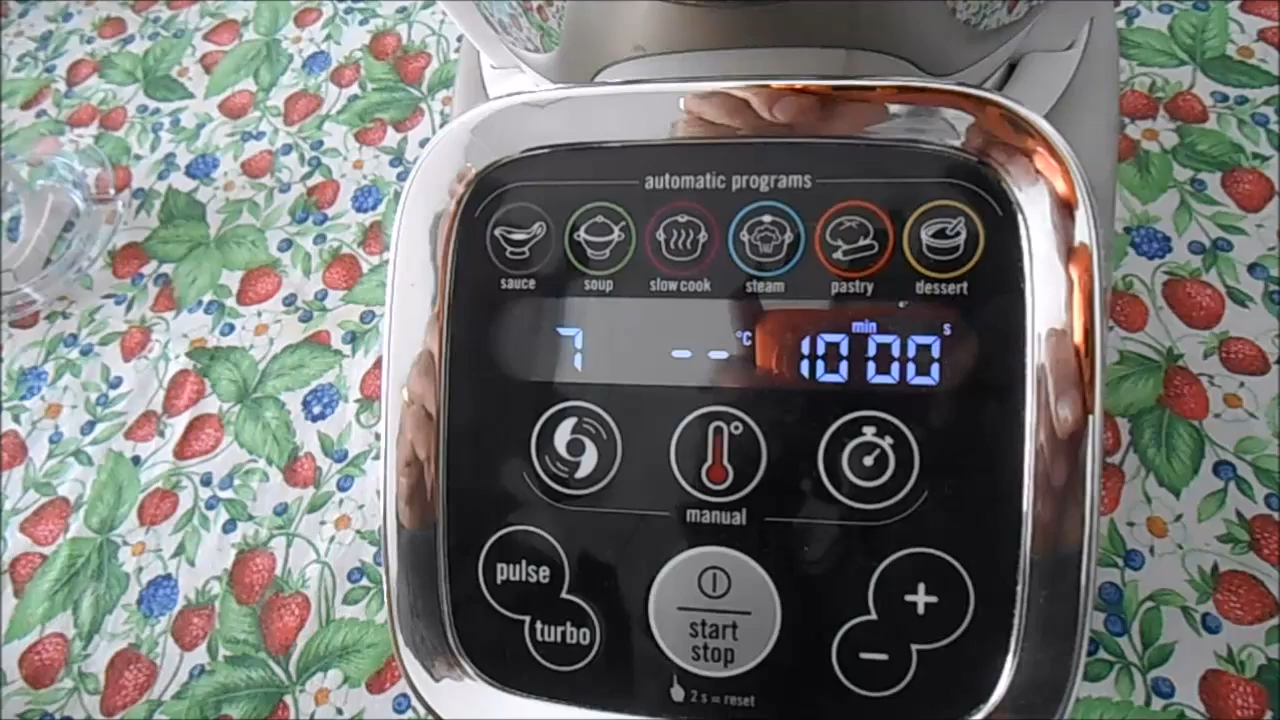 automatic programs
sauce soup slow cook steam pastry dessert
7 -- °C 10 min 00 s
manual
pulse
turbo
start
stop
+
-
2 s = reset